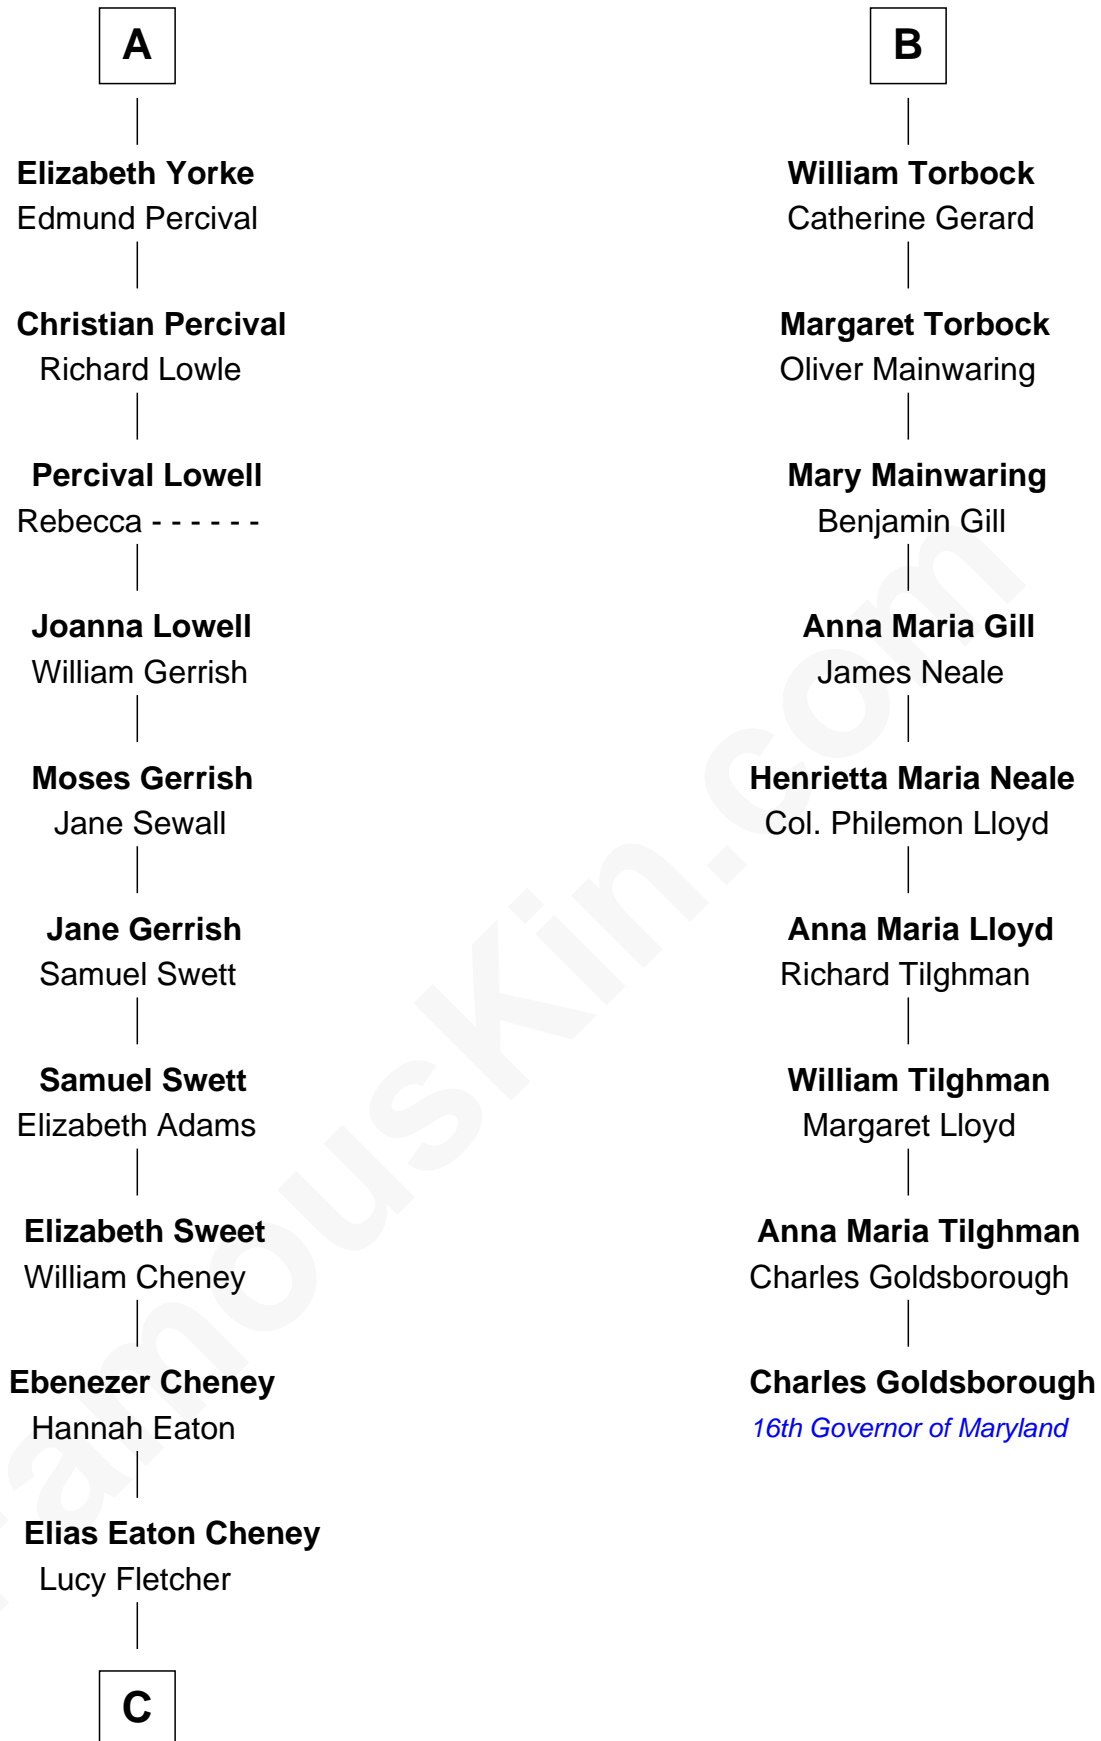 A
Elizabeth Yorke
Edmund Percival
Christian Percival
Richard Lowle
Percival Lowell
Rebecca - - - - - -
Joanna Lowell
William Gerrish
Moses Gerrish
Jane Sewall
Jane Gerrish
Samuel Swett
Samuel Swett
Elizabeth Adams
Elizabeth Sweet
William Cheney
Ebenezer Cheney
Hannah Eaton
Elias Eaton Cheney
Lucy Fletcher
C
B
William Torbock
Catherine Gerard
Margaret Torbock
Oliver Mainwaring
Mary Mainwaring
Benjamin Gill
Anna Maria Gill
James Neale
Henrietta Maria Neale
Col. Philemon Lloyd
Anna Maria Lloyd
Richard Tilghman
William Tilghman
Margaret Lloyd
Anna Maria Tilghman
Charles Goldsborough
Charles Goldsborough
16th Governor of Maryland
FamousKin.com